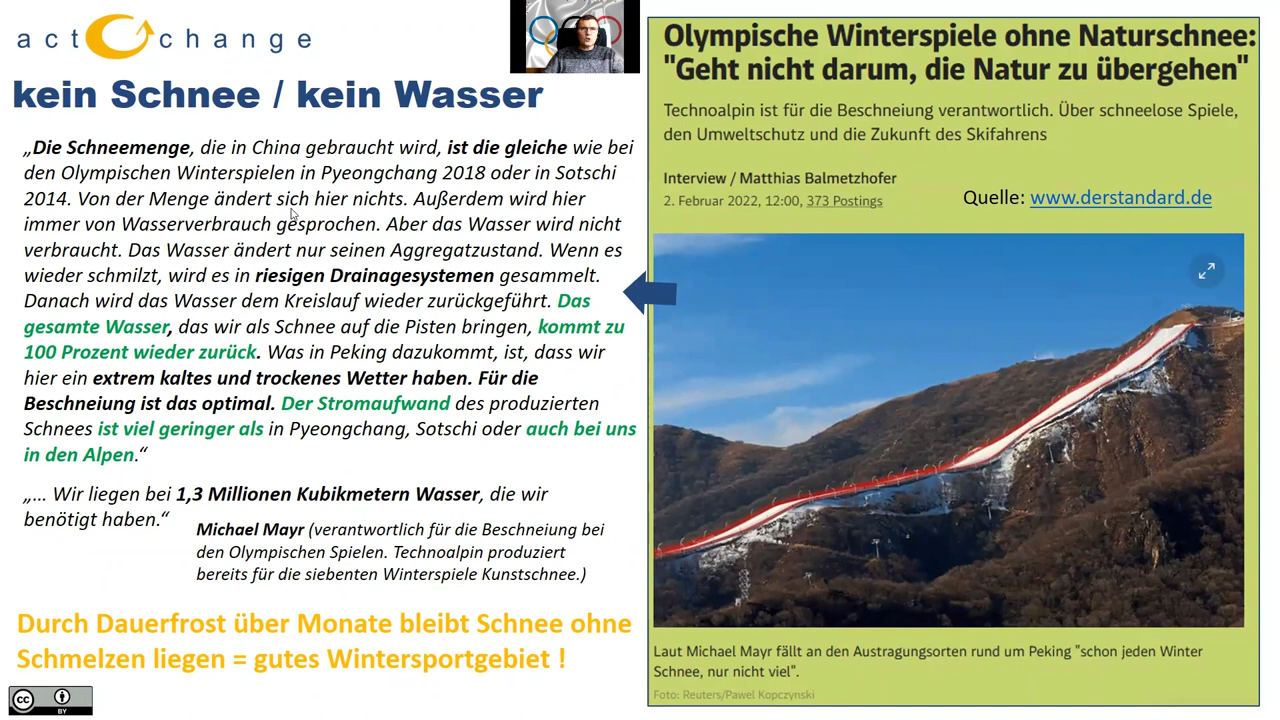 act change
kein Schnee / kein Wasser
„Die Schneemenge, die in China gebraucht wird, ist die gleiche wie bei
den Olympischen Winterspielen in Pyeongchang 2018 oder in Sotschi
2014. Von der Menge ändert sich hier nichts. Außerdem wird hier
immer von Wasserverbrauch gesprochen. Aber das Wasser wird nicht
verbraucht. Das Wasser ändert nur seinen Aggregatzustand. Wenn es
wieder schmilzt, wird es in riesigen Drainagesystemen gesammelt.
Danach wird das Wasser dem Kreislauf wieder zurückgeführt. Das
gesamte Wasser, das wir als Schnee auf die Pisten bringen, kommt zu
100 Prozent wieder zurück. Was in Peking dazukommt, ist, dass wir
hier ein extrem kaltes und trockenes Wetter haben. Für die
Beschneiung ist das optimal. Der Stromaufwand des produzierten
Schnees ist viel geringer als in Pyeongchang, Sotschi oder auch bei uns
in den Alpen.“
„… Wir liegen bei 1,3 Millionen Kubikmetern Wasser, die wir
benötigt haben.“
Michael Mayr (verantwortlich für die Beschneiung bei
den Olympischen Spielen. Technoalpin produziert
bereits für die siebenten Winterspiele Kunstschnee.)
Durch Dauerfrost über Monate bleibt Schnee ohne
Schmelzen liegen = gutes Wintersportgebiet !
cc BY
Olympische Winterspiele ohne Naturschnee:
"Geht nicht darum, die Natur zu übergehen"
Technoalpin ist für die Beschneiung verantwortlich. Über schneelose Spiele,
den Umweltschutz und die Zukunft des Skifahrens
Interview / Matthias Balmetzhofer
2. Februar 2022, 12:00, 373 Postings
Quelle: www.derstandard.de
Laut Michael Mayr fällt an den Austragungsorten rund um Peking "schon jeden Winter
Schnee, nur nicht viel".
Foto: Reuters/Pawel Kopczynski